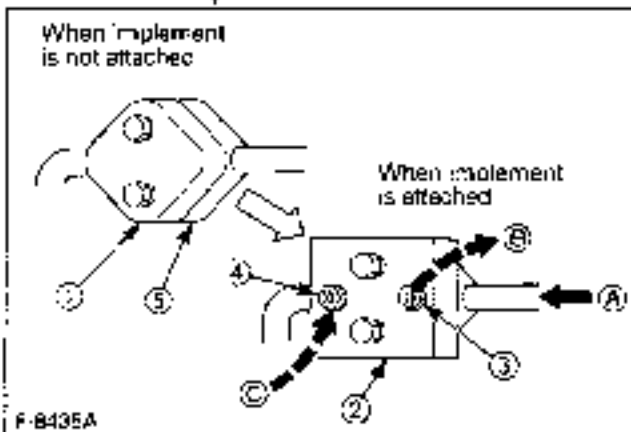 When implement
is not attached
When implement
is attached
B
4
A
5
3
C
2
F-8435A